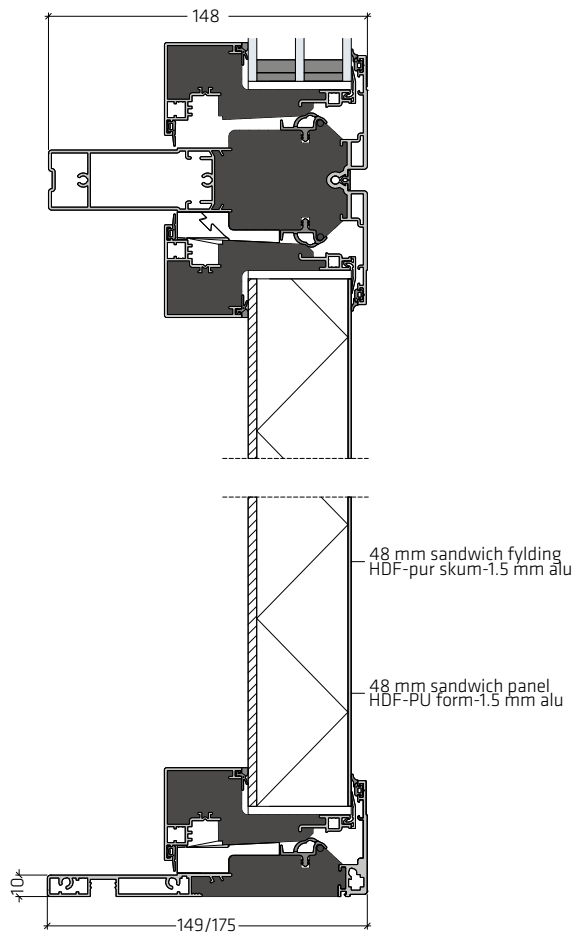 148
48 mm sandwich fylding
HDF-pur skum-1.5 mm alu
48 mm sandwich panel
HDF-PU form-1.5 mm alu
10
149/175